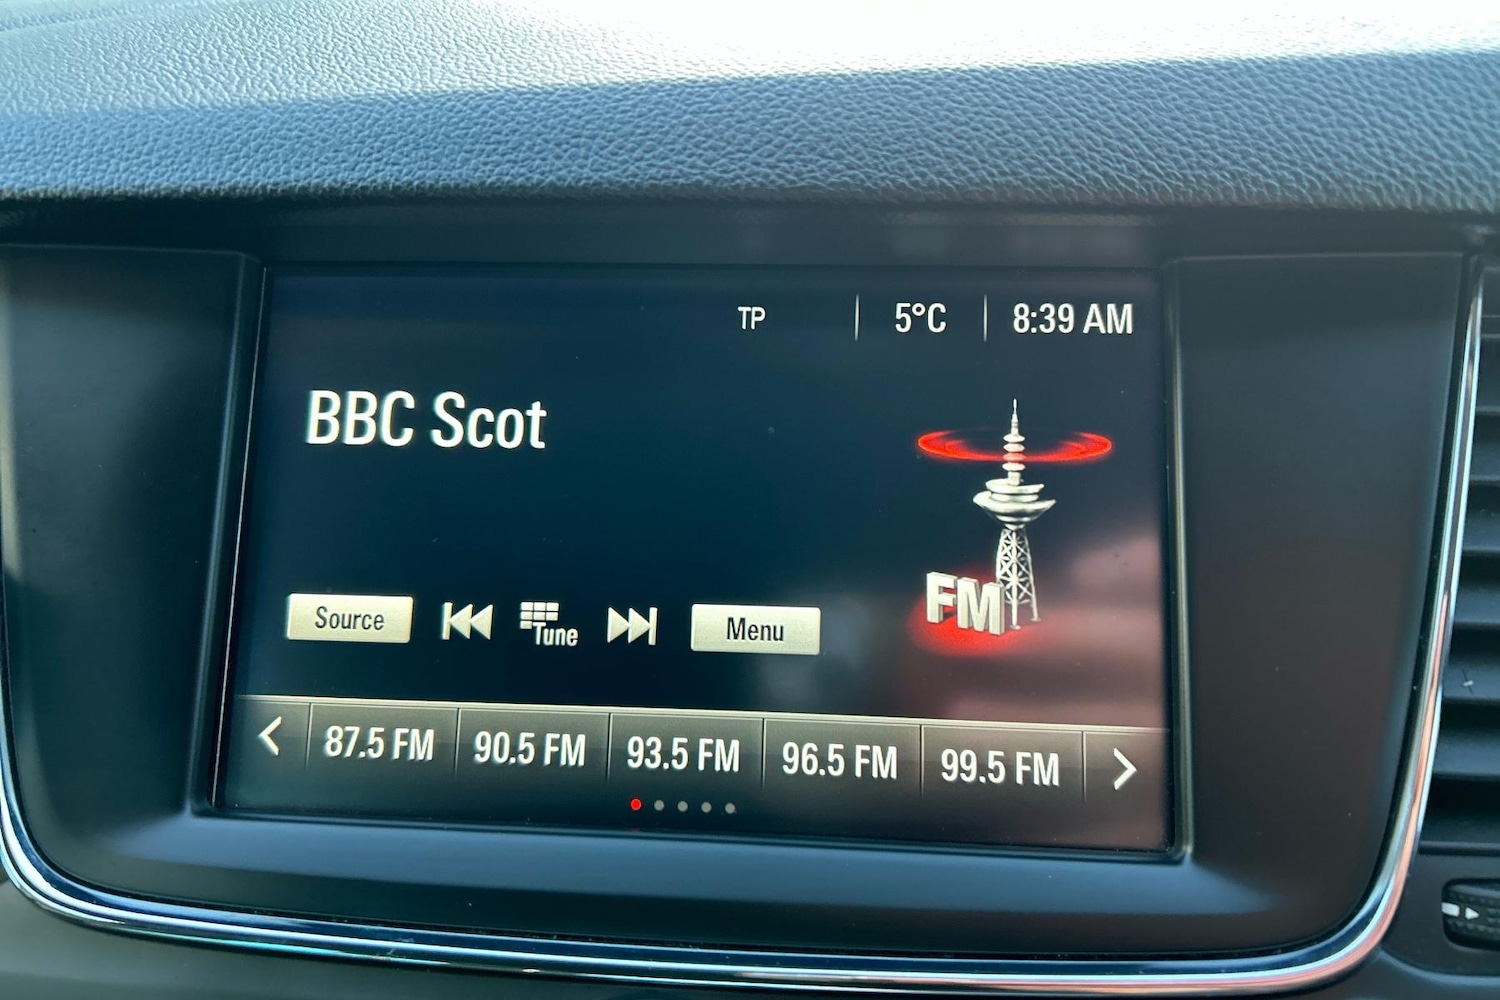 TP 5°C 8:39 AM
BBC Scot
FM
Source Tune Menu
87.5 FM 90.5 FM 93.5 FM 96.5 FM 99.5 FM